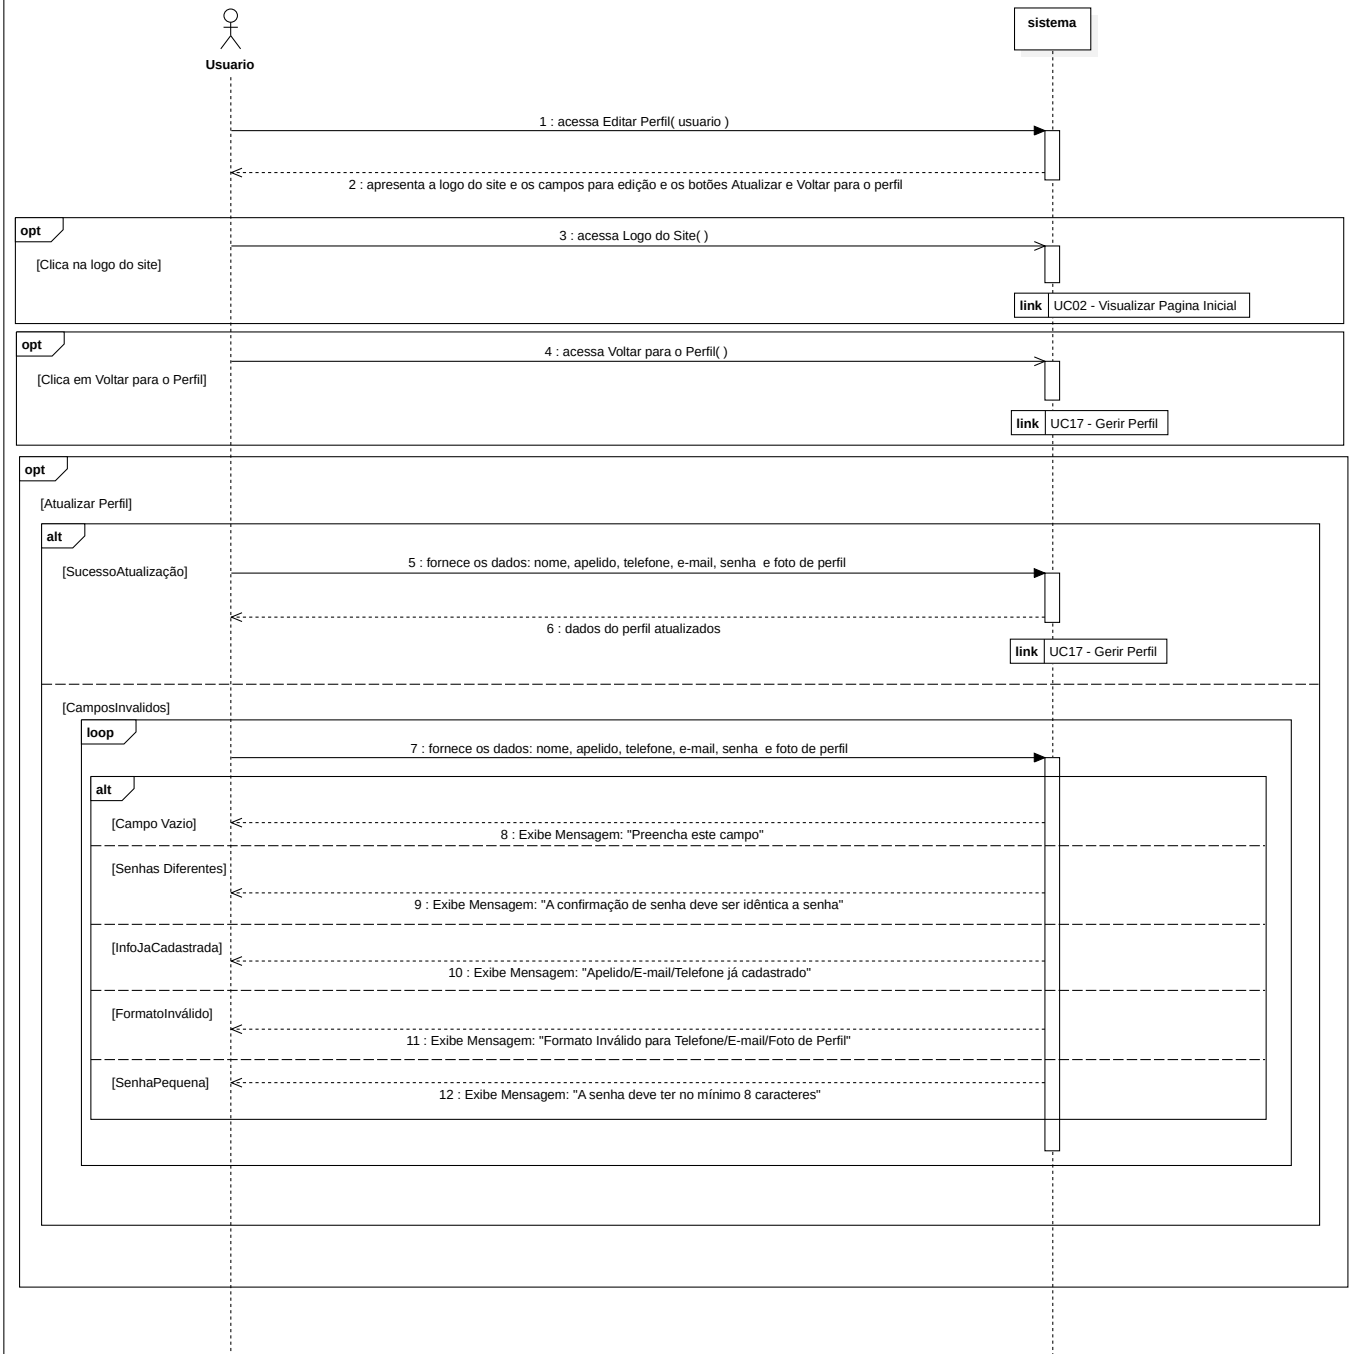 Usuario
sistema
1 : acessa Editar Perfil( usuario )
2 : apresenta a logo do site e os campos para edição e os botões Atualizar e Voltar para o perfil
opt
3 : acessa Logo do Site( )
[Clica na logo do site]
link UC02 - Visualizar Pagina Inicial
opt
4 : acessa Voltar para o Perfil( )
[Clica em Voltar para o Perfil]
link UC17 - Gerir Perfil
opt
[Atualizar Perfil]
alt
5 : fornece os dados: nome, apelido, telefone, e-mail, senha  e foto de perfil
[SucessoAtualização]
6 : dados do perfil atualizados
link UC17 - Gerir Perfil
[CamposInvalidos]
loop
7 : fornece os dados: nome, apelido, telefone, e-mail, senha  e foto de perfil
alt
[Campo Vazio]
8 : Exibe Mensagem: "Preencha este campo"
[Senhas Diferentes]
9 : Exibe Mensagem: "A confirmação de senha deve ser idêntica a senha"
[InfoJaCadastrada]
10 : Exibe Mensagem: "Apelido/E-mail/Telefone já cadastrado"
[FormatoInválido]
11 : Exibe Mensagem: "Formato Inválido para Telefone/E-mail/Foto de Perfil"
[SenhaPequena]
12 : Exibe Mensagem: "A senha deve ter no mínimo 8 caracteres"